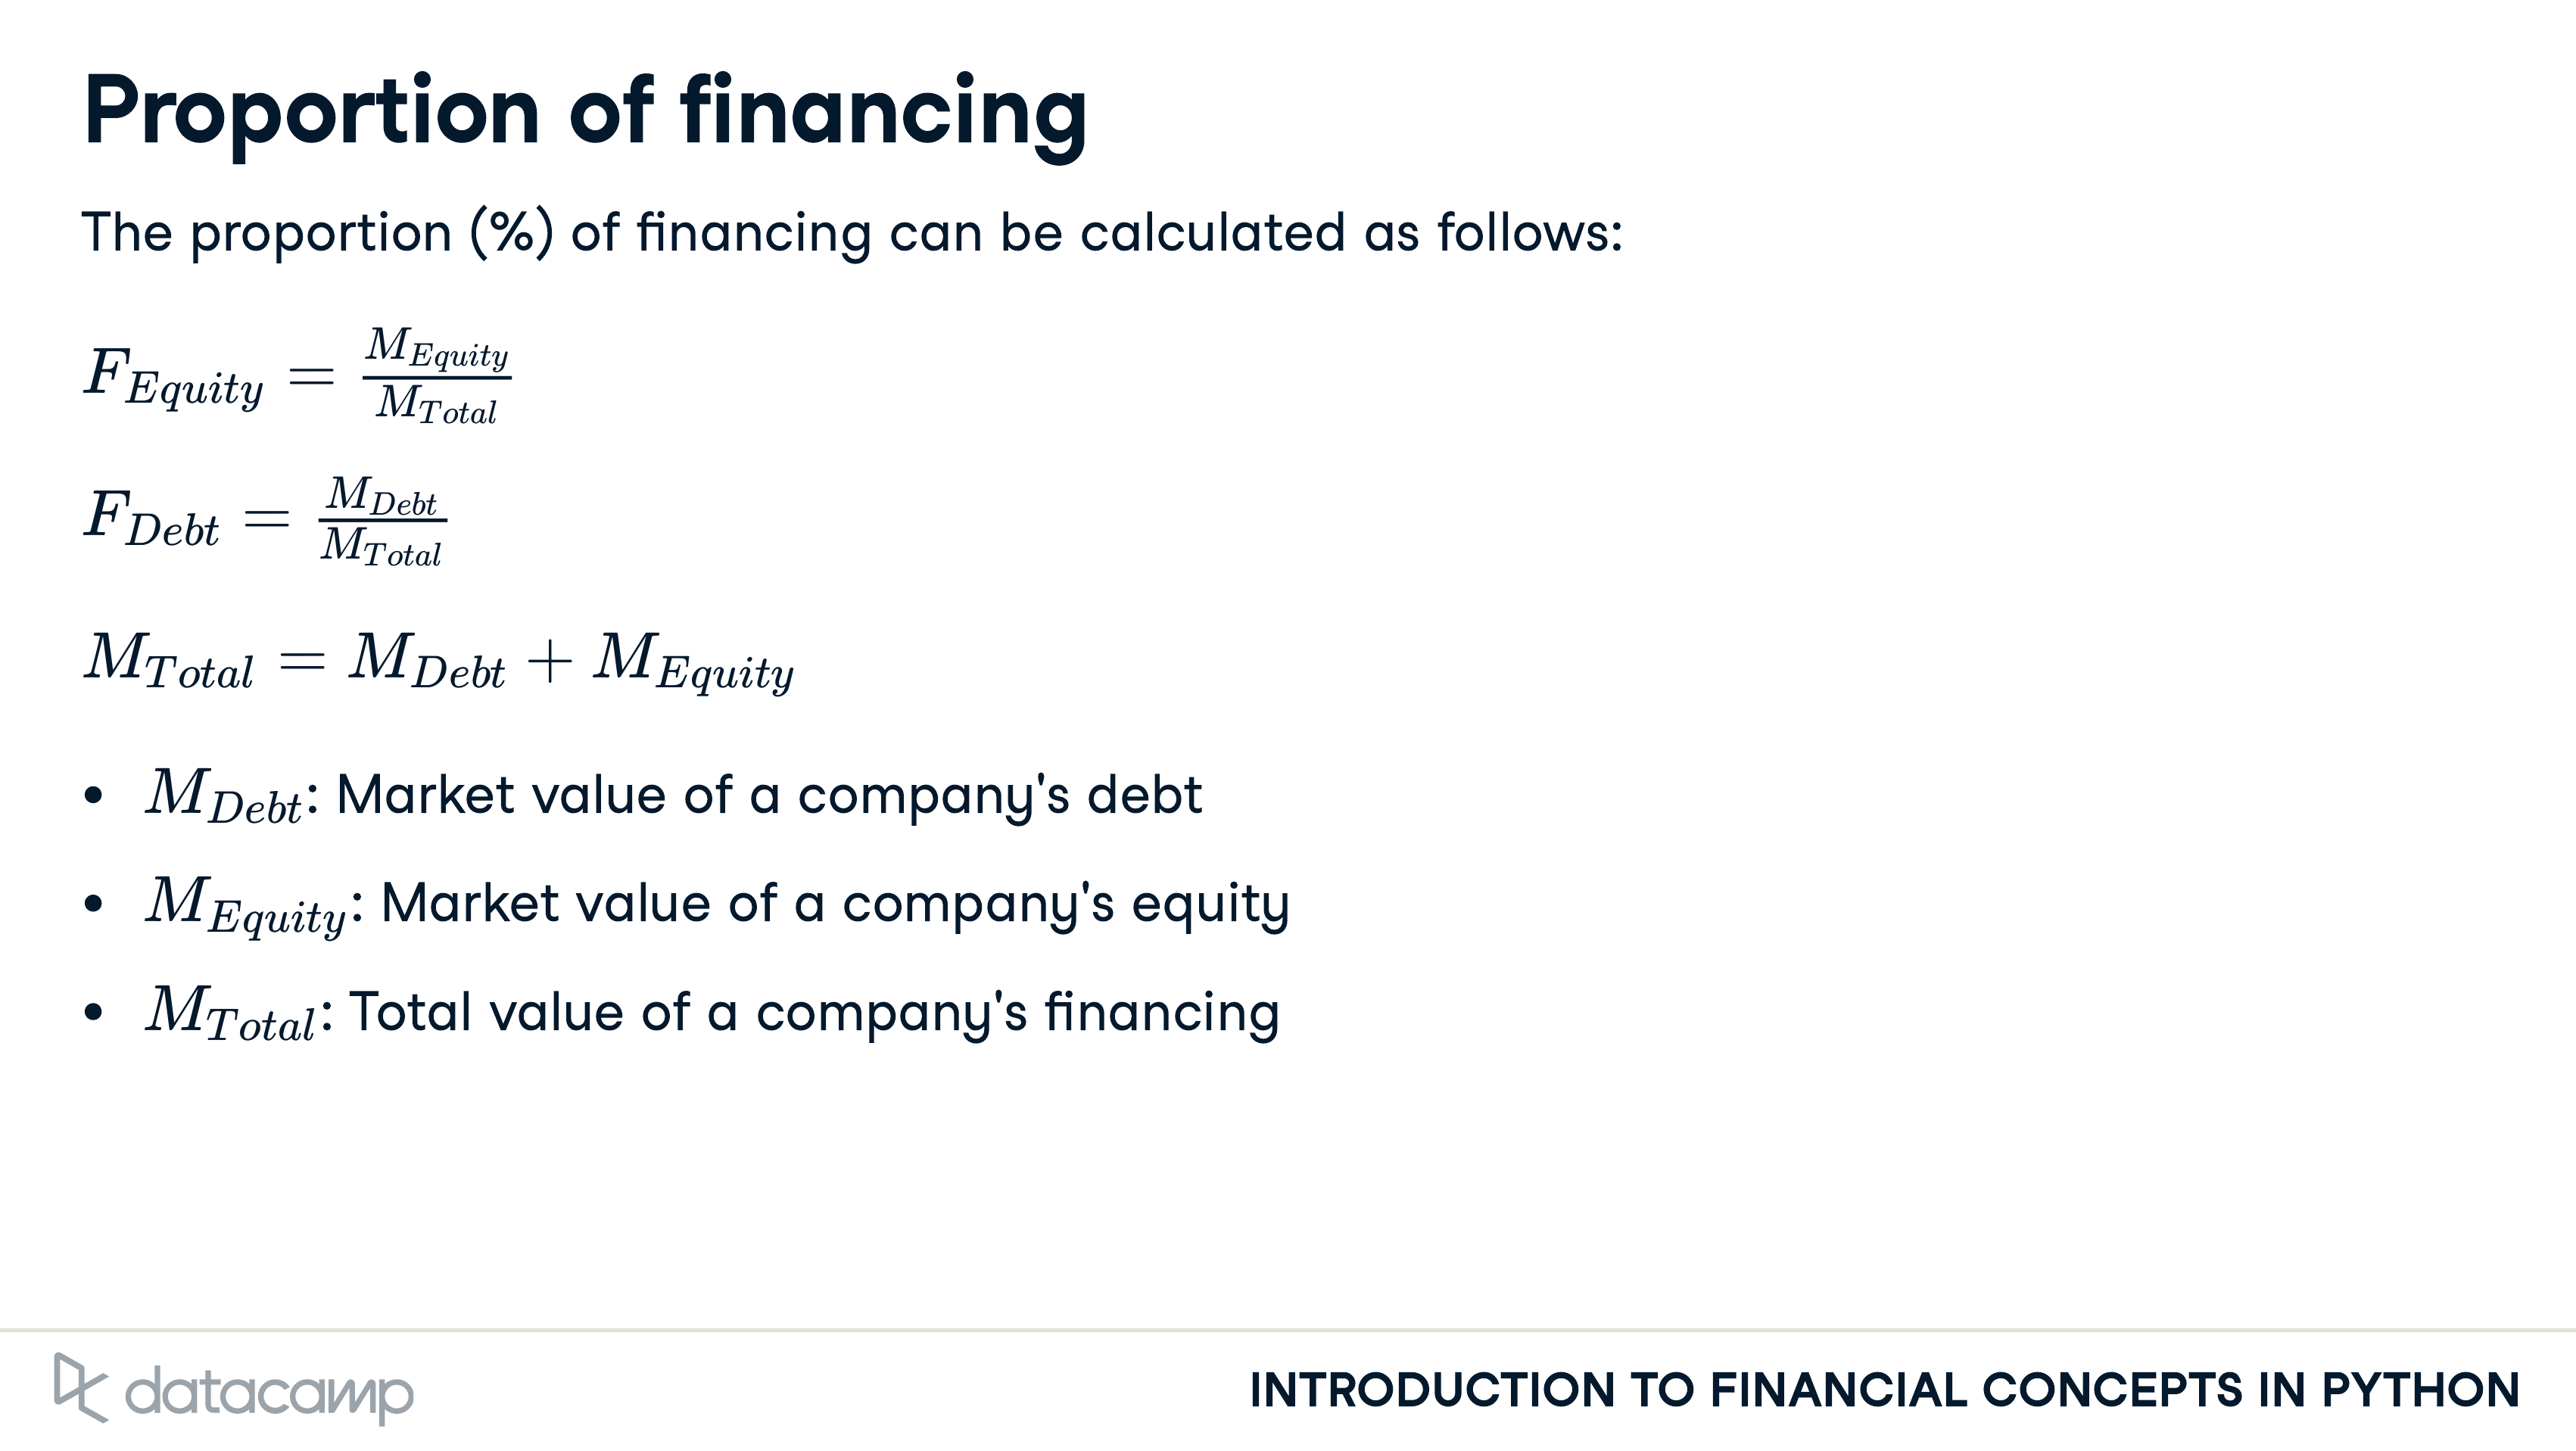 Proportion of financing
The proportion (%) of financing can be calculated as follows:
F_{Equity} = \frac{M_{Equity}}{M_{Total}}
F_{Debt} = \frac{M_{Debt}}{M_{Total}}
M_{Total} = M_{Debt} + M_{Equity}
• M_{Debt}: Market value of a company's debt
• M_{Equity}: Market value of a company's equity
• M_{Total}: Total value of a company's financing
datacamp
INTRODUCTION TO FINANCIAL CONCEPTS IN PYTHON